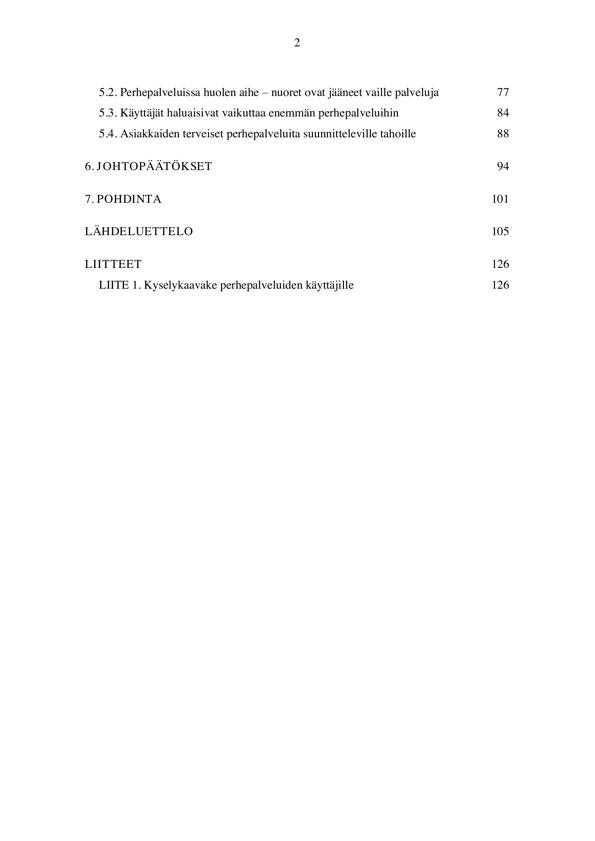 2
5.2. Perhepalveluissa huolen aihe – nuoret ovat jääneet vaille palveluja 77
5.3. Käyttäjät haluaisivat vaikuttaa enemmän perhepalveluihin 84
5.4. Asiakkaiden terveiset perhepalveluita suunnitteleville tahoille 88
6. JOHTOPÄÄTÖKSET 94
7. POHDINTA 101
LÄHDELUETTELO 105
LIITTEET 126
LIITE 1. Kyselykaavake perhepalveluiden käyttäjille 126